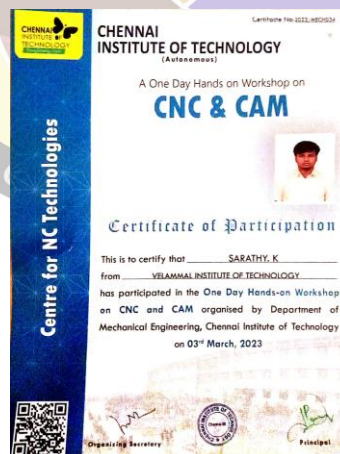 CHENNAI
INSTITUTE OF
TECHNOLOGY
Certificate No:
CHENNAI
INSTITUTE OF TECHNOLOGY
(Autonomous)
A One Day Hands on Workshop on
CNC & CAM
Centre for NC Technologies
Certificate of Participation
This is to certify that SARATHY. K
from VELAMMAL INSTITUTE OF TECHNOLOGY
has participated in the One Day Hands-on Workshop
on CNC and CAM organised by Department of
Mechanical Engineering, Chennai Institute of Technology
on 03rd March, 2023
Organizing Secretary
Principal